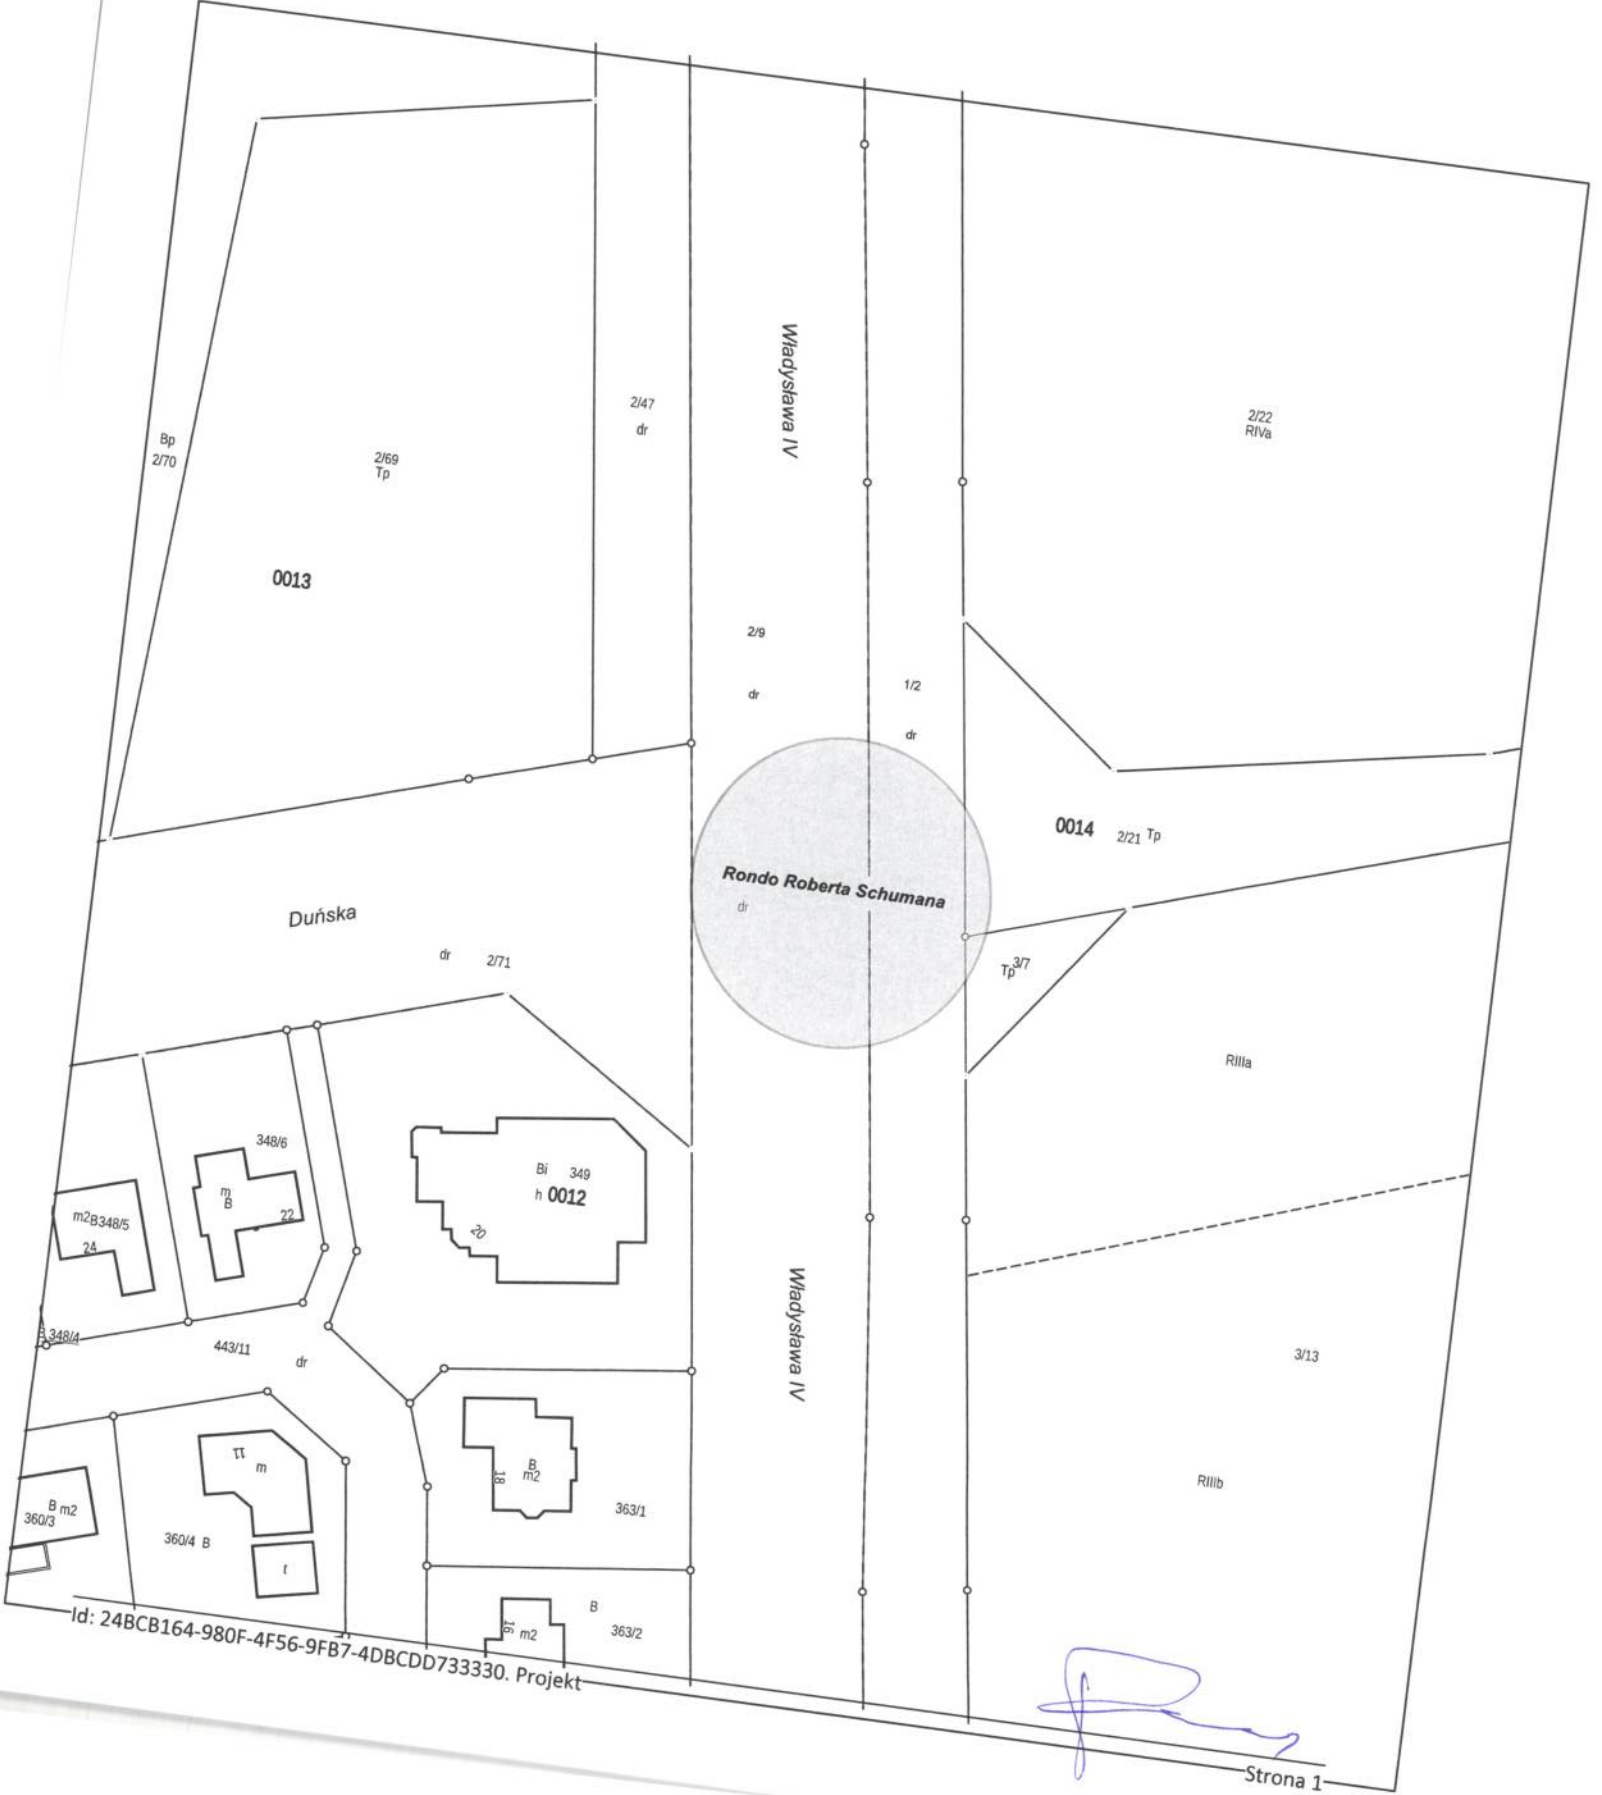 Władysława IV
2/47
dr
2/22
RIVa
Bp
2/70
2/69
Tp
0013
2/9
dr
1/2
dr
0014 2/21 Tp
Rondo Roberta Schumana
dr
Duńska
dr 2/71
Tp 3/7
RIIIa
348/6
m
B
22
m2 B 348/5
24
Bi 349
h 0012
20
348/4
443/11 dr
Władysława IV
3/13
11
m
B
m2
18
363/1
RIIIb
B m2
360/3
360/4 B
t
B
363/2
16
m2
Id: 24BCB164-980F-4F56-9FB7-4DBCDD733330. Projekt
Strona 1